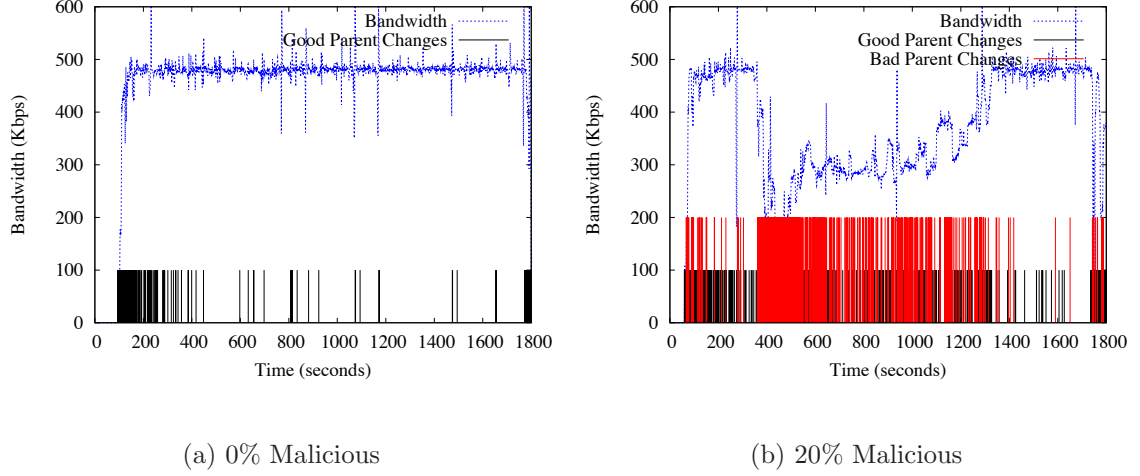 Bandwidth
Good Parent Changes
600
500
400
300
200
100
0
Bandwidth (Kbps)
0 200 400 600 800 1000 1200 1400 1600 1800
Time (seconds)
(a) 0% Malicious
Bandwidth
Good Parent Changes
Bad Parent Changes
600
500
400
300
200
100
0
Bandwidth (Kbps)
0 200 400 600 800 1000 1200 1400 1600 1800
Time (seconds)
(b) 20% Malicious